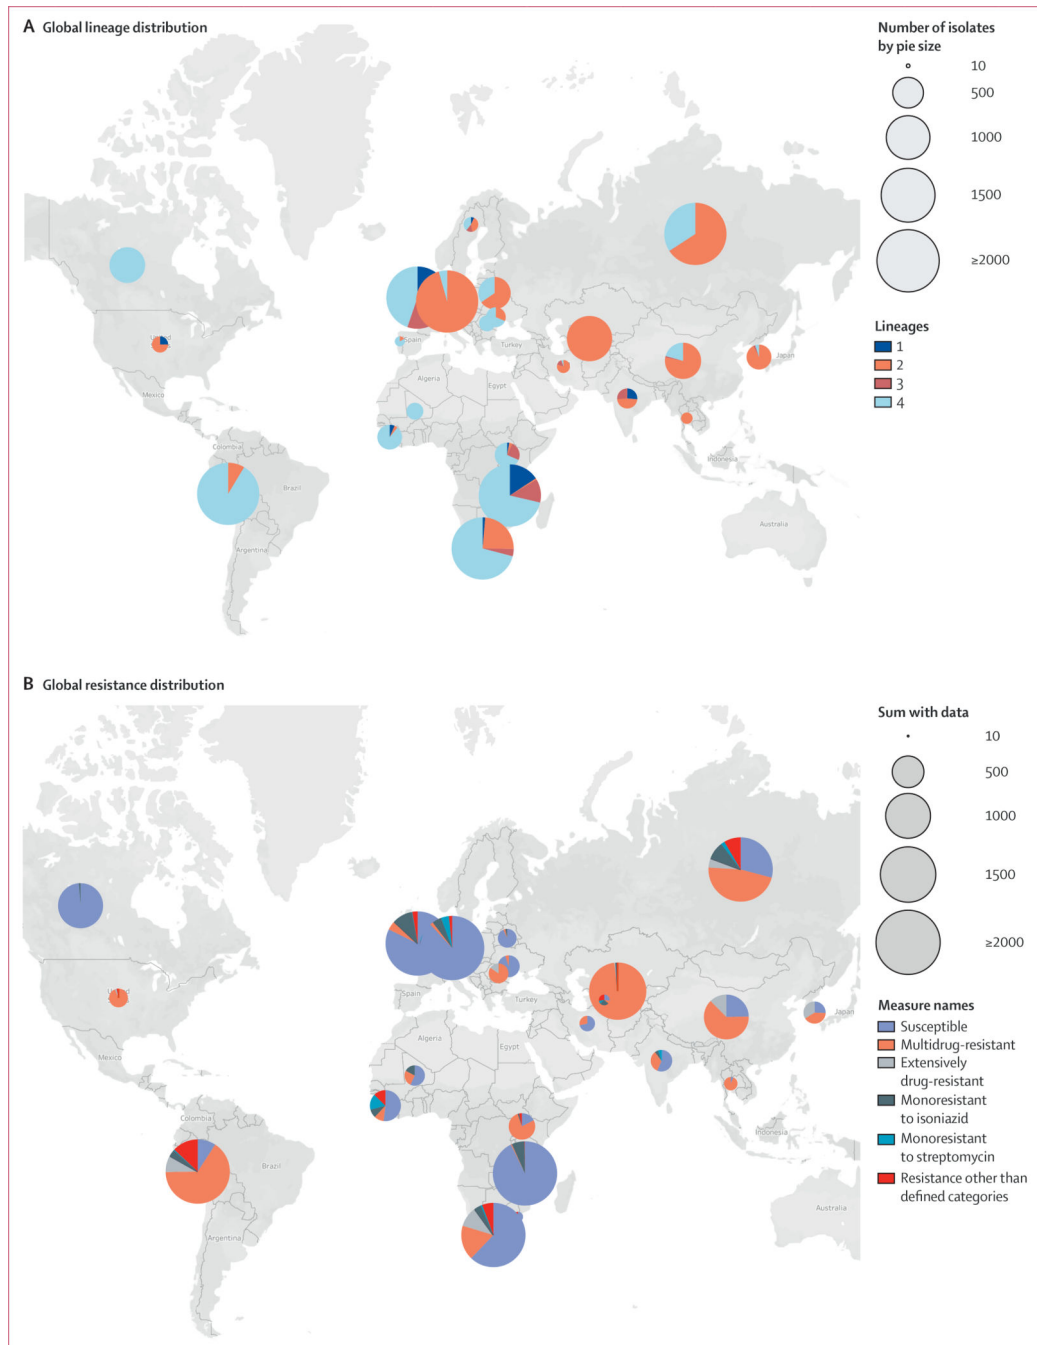 A Global lineage distribution
Number of isolates
by pie size
10
500
1000
1500
≥2000
Lineages
1
2
3
4
Spain
Turkey
Japan
Algeria
Egypt
Mexico
Colombia
Brazil
Indonesia
Argentina
Australia
B Global resistance distribution
Sum with data
10
500
1000
1500
≥2000
Measure names
Susceptible
Multidrug-resistant
Extensively
drug-resistant
Monoresistant
to isoniazid
Monoresistant
to streptomycin
Resistance other than
defined categories
Spain
Turkey
Japan
Algeria
Egypt
Mexico
Colombia
Brazil
Indonesia
Argentina
Australia